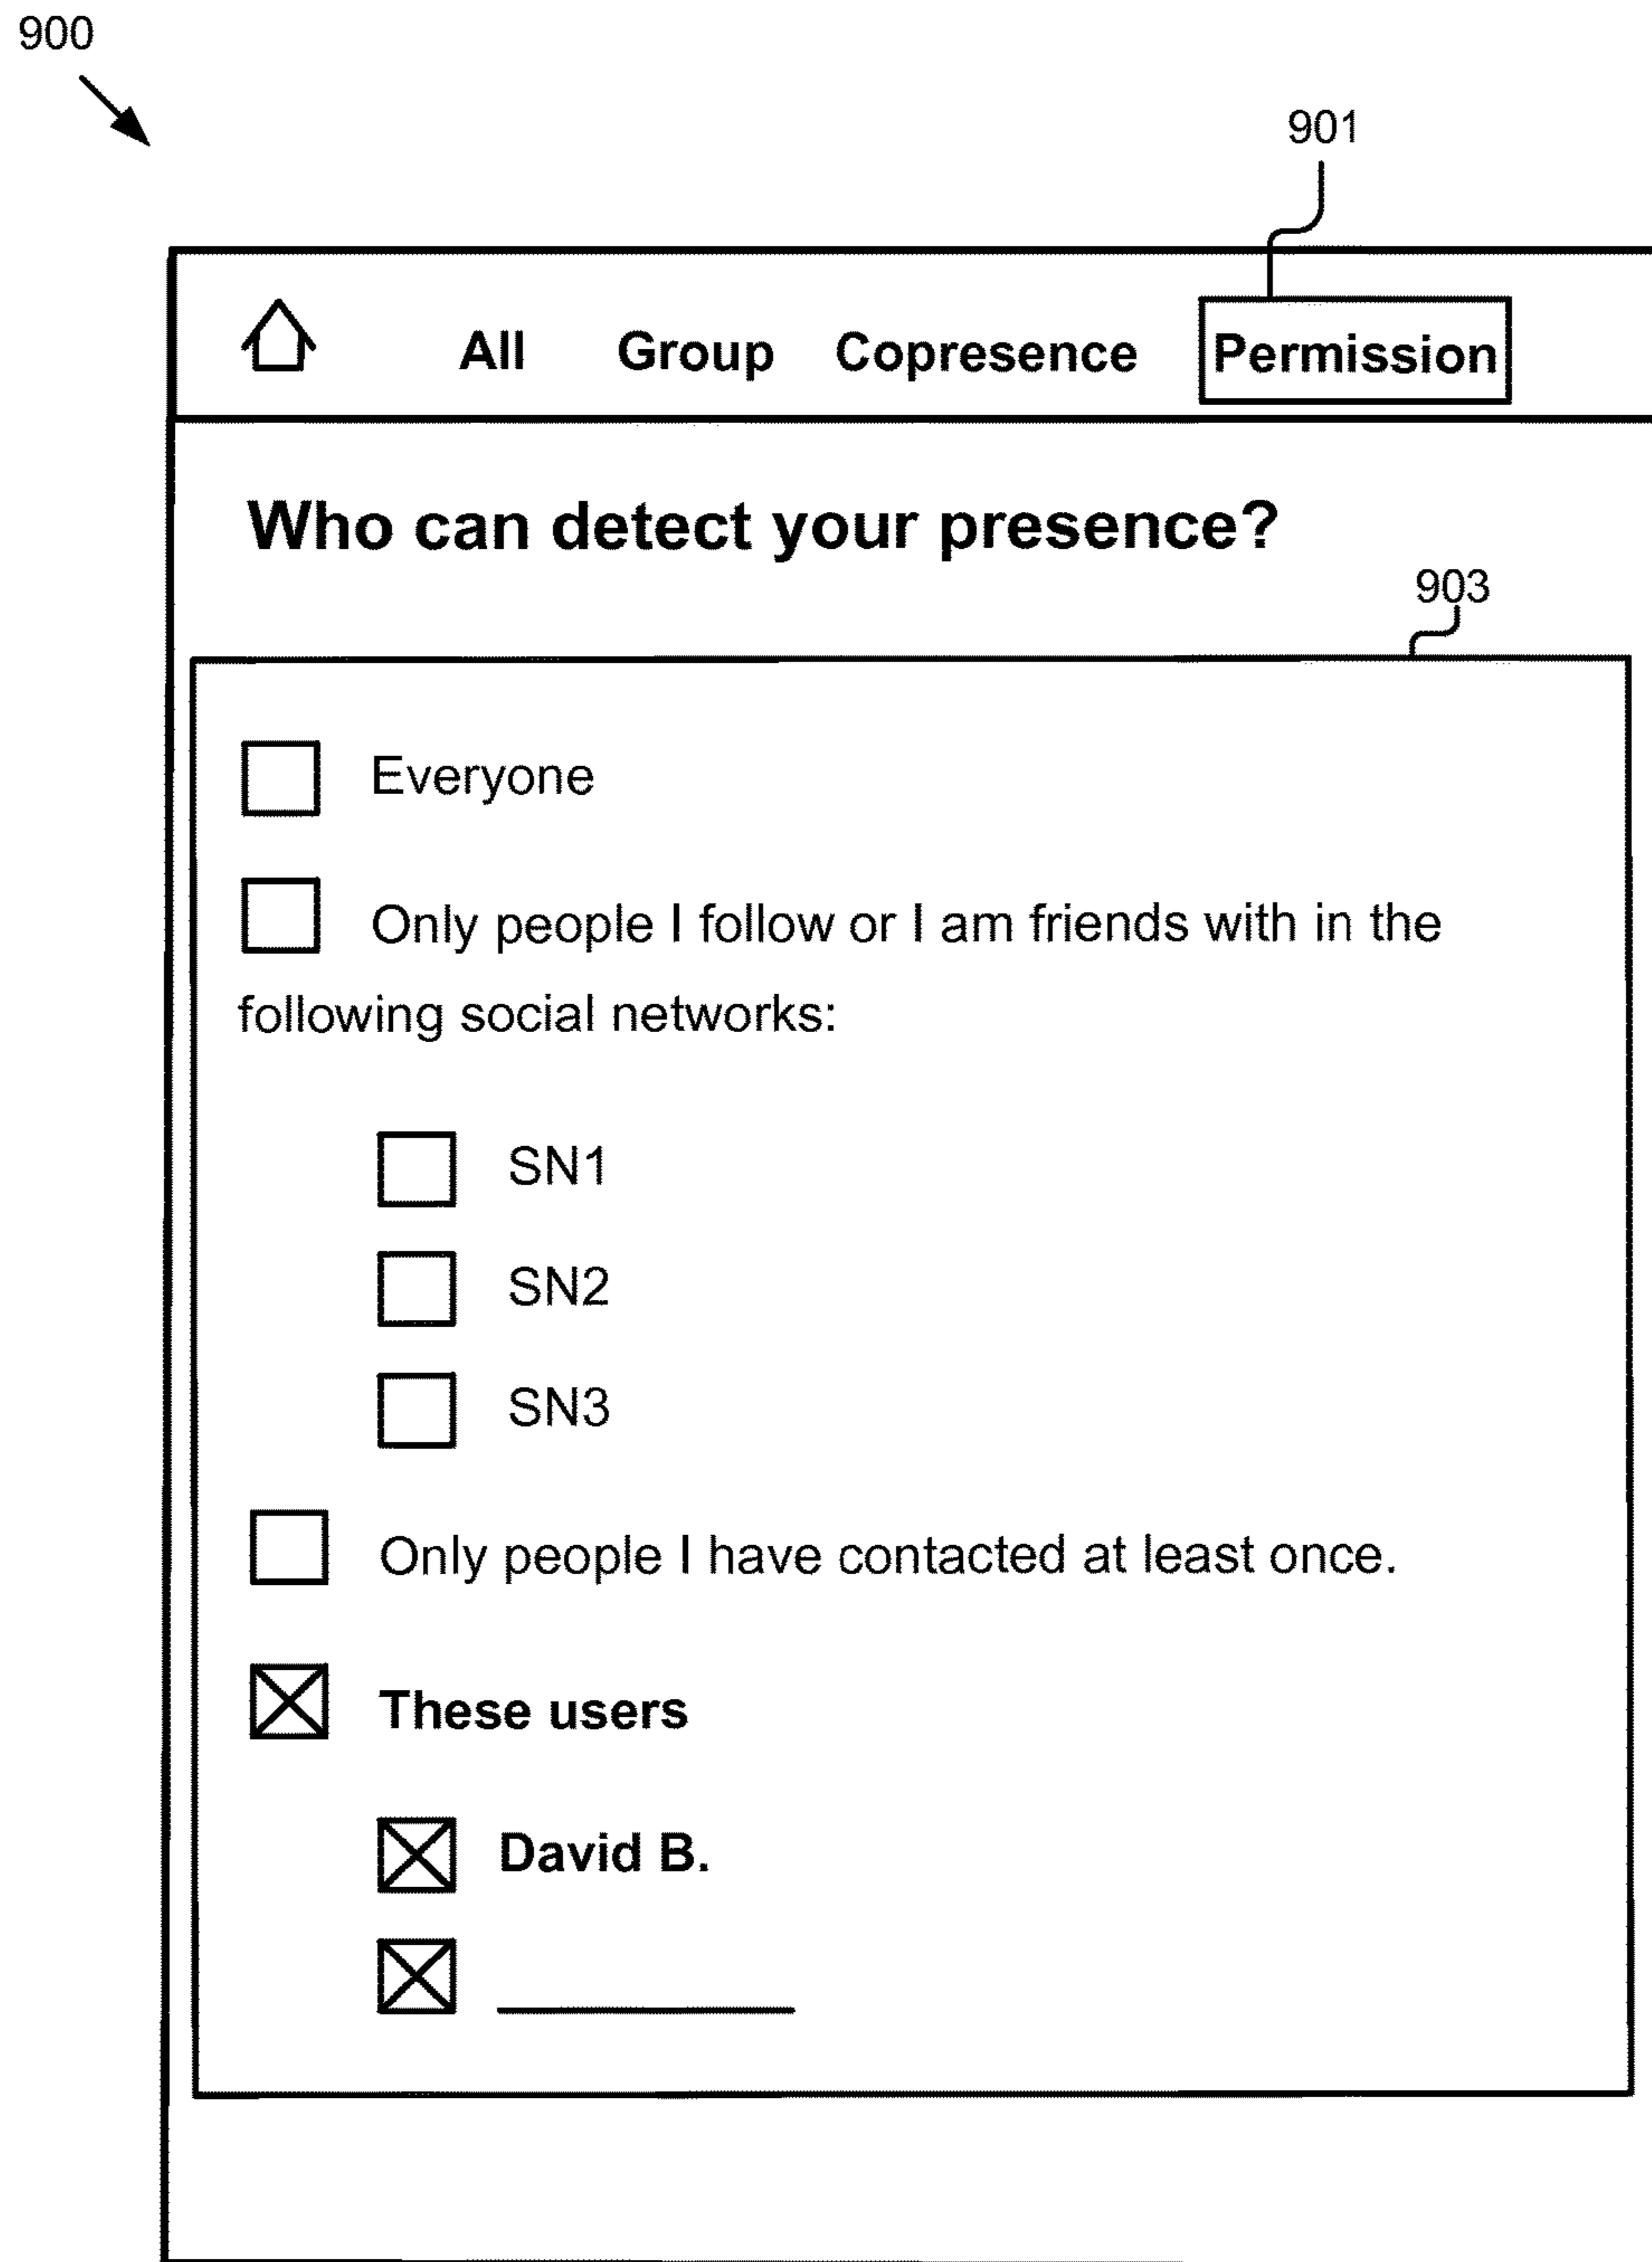 900
901
All Group Copresence Permission
Who can detect your presence?
903
Everyone
Only people I follow or I am friends with in the
following social networks:
SN1
SN2
SN3
Only people I have contacted at least once.
These users
David B.